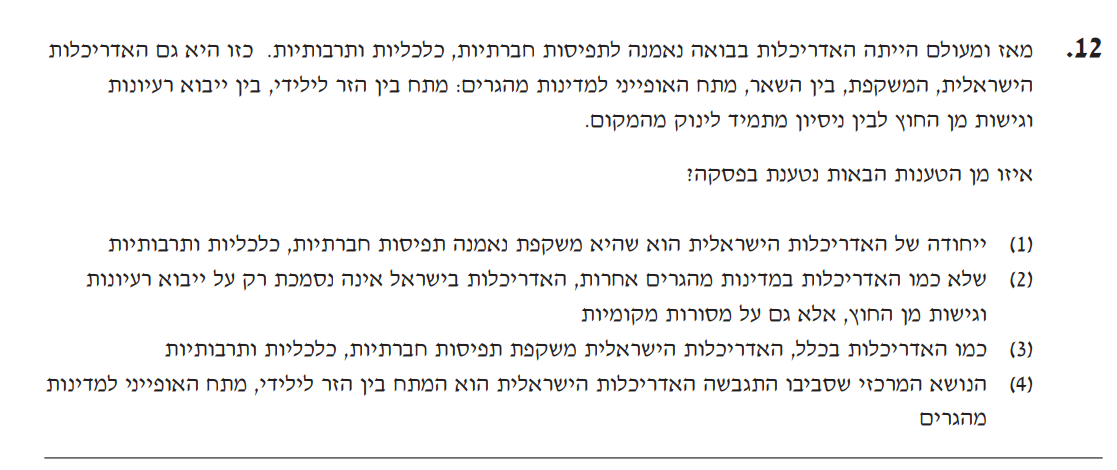 12. מאז ומעולם הייתה האדריכלות בבואה נאמנה לתפיסות חברתיות, כלכליות ותרבותיות. כזו היא גם האדריכלות
הישראלית, המשקפת, בין השאר, מתח האופייני למדינות מהגרים: מתח בין הזר לילידי, בין ייבוא רעיונות
וגישות מן החוץ לבין ניסיון מתמיד לינוק מהמקום.
איזו מן הטענות הבאות נטענת בפסקה?
(1) ייחודה של האדריכלות הישראלית הוא שהיא משקפת נאמנה תפיסות חברתיות, כלכליות ותרבותיות
(2) שלא כמו האדריכלות במדינות מהגרים אחרות, האדריכלות בישראל אינה נסמכת רק על ייבוא רעיונות
וגישות מן החוץ, אלא גם על מסורות מקומיות
(3) כמו האדריכלות בכלל, האדריכלות הישראלית משקפת תפיסות חברתיות, כלכליות ותרבותיות
(4) הנושא המרכזי שסביבו התגבשה האדריכלות הישראלית הוא המתח בין הזר לילידי, מתח האופייני למדינות
מהגרים